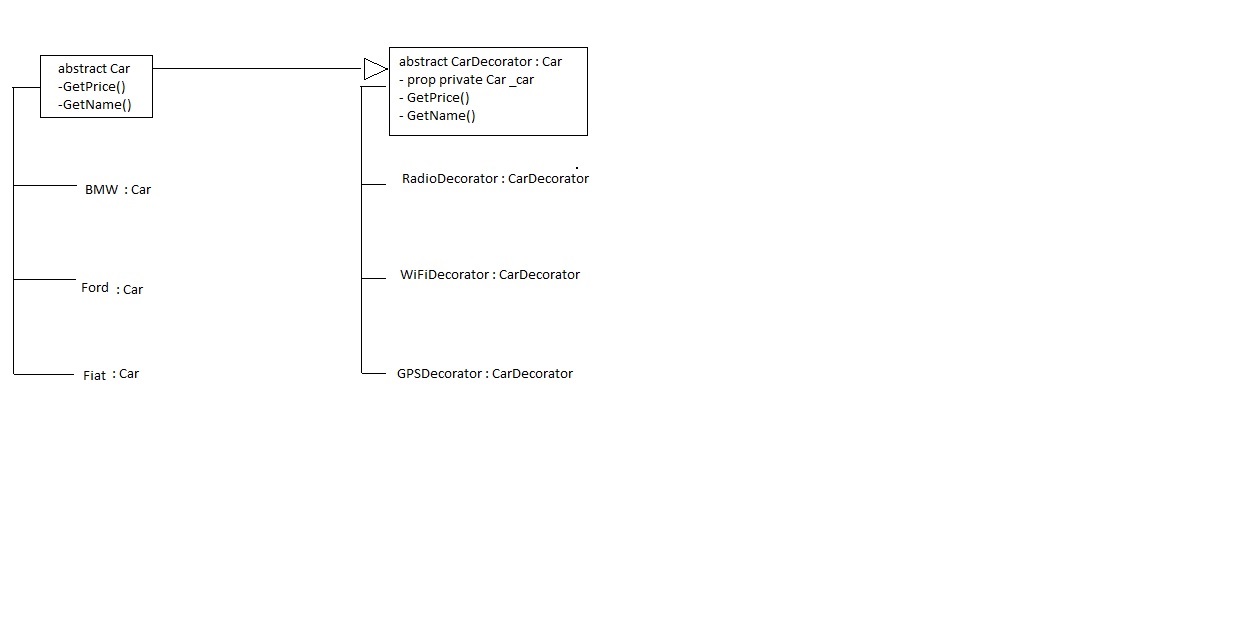 abstract Car
-GetPrice()
-GetName()
BMW : Car
Ford : Car
Fiat : Car
abstract CarDecorator : Car
- prop private Car _car
- GetPrice()
- GetName()
RadioDecorator : CarDecorator
WiFiDecorator : CarDecorator
GPSDecorator : CarDecorator